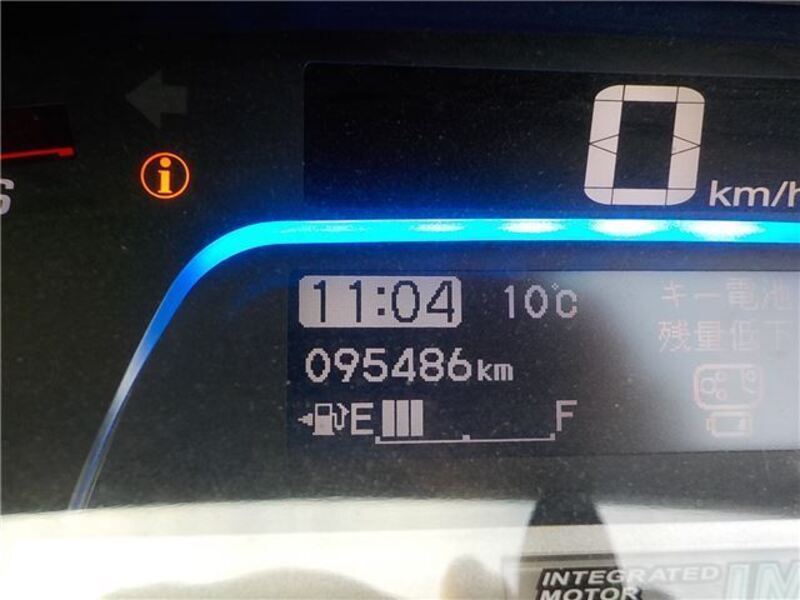 0 km/h
11:04 10℃
キー電池
残量低下
095486km
E F
INTEGRATED
MOTOR